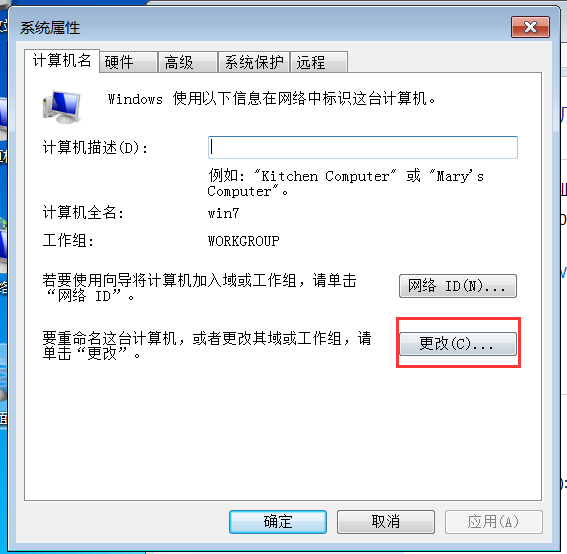 系统属性
计算机名 硬件 高级 系统保护 远程
Windows 使用以下信息在网络中标识这台计算机。
计算机描述(D):
例如: "Kitchen Computer" 或 "Mary's
Computer"。
计算机全名: win7
工作组: WORKGROUP
若要使用向导将计算机加入域或工作组，请单击
“网络 ID”。
网络 ID(N)...
要重命名这台计算机，或者更改其域或工作组，请
单击“更改”。
更改(C)...
确定 取消 应用(A)